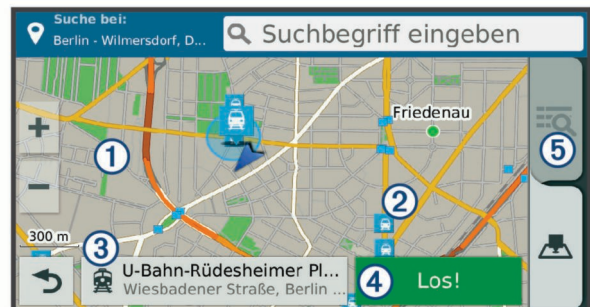 Suche bei:
Berlin - Wilmersdorf, D...
Suchbegriff eingeben
Friedenau
+
1
5
−
2
300 m
3
U-Bahn-Rüdesheimer Pl...
Wiesbadener Straße, Berlin ...
4
Los!